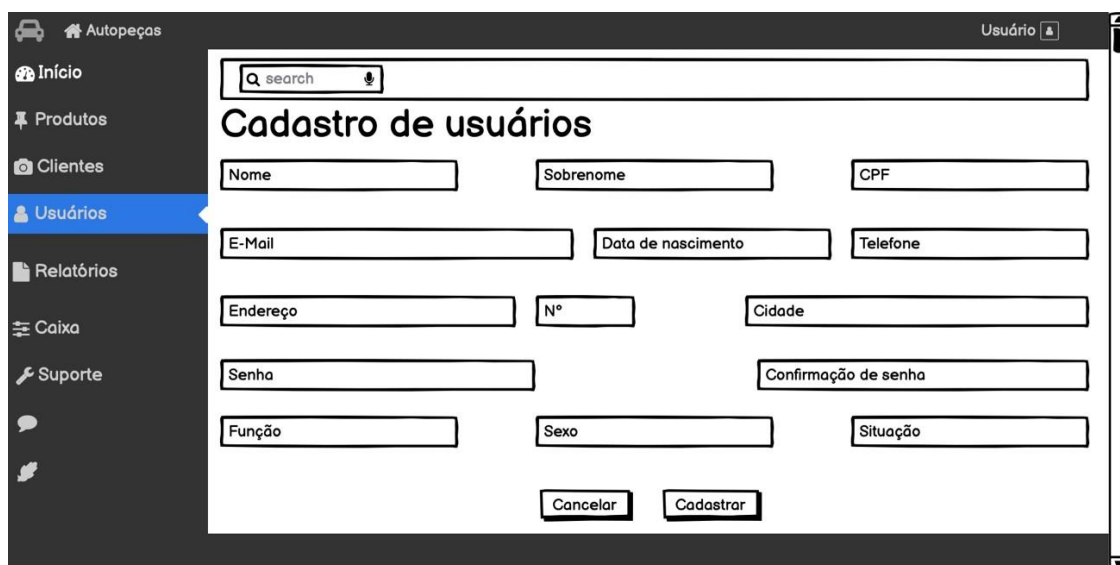 Autopeças
Usuário
Início
Produtos
Clientes
Usuários
Relatórios
Caixa
Suporte
search
Cadastro de usuários
Nome
Sobrenome
CPF
E-Mail
Data de nascimento
Telefone
Endereço
Nº
Cidade
Senha
Confirmação de senha
Função
Sexo
Situação
Cancelar
Cadastrar